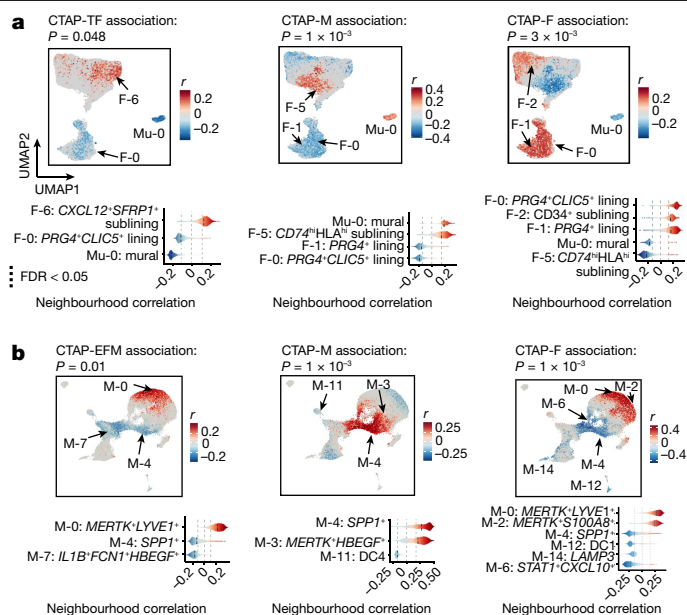 a
CTAP-TF association:
P = 0.048
CTAP-M association:
P = 1 × 10⁻³
CTAP-F association:
P = 3 × 10⁻³
F-6
Mu-0
F-0
r
0.2
0
−0.2
UMAP2
UMAP1
F-5
F-1
F-0
Mu-0
r
0.4
0.2
0
−0.2
−0.4
F-2
F-1
F-0
Mu-0
r
0.2
0
−0.2
F-6: CXCL12⁺SFRP1⁺
sublining
F-0: PRG4⁺CLIC5⁺ lining
Mu-0: mural
FDR < 0.05
−0.2 0 0.2
Neighbourhood correlation
Mu-0: mural
F-5: CD74ʰⁱHLAʰⁱ sublining
F-1: PRG4⁺ lining
F-0: PRG4⁺CLIC5⁺ lining
−0.2 0 0.2
Neighbourhood correlation
F-0: PRG4⁺CLIC5⁺ lining
F-2: CD34⁺ sublining
F-1: PRG4⁺ lining
Mu-0: mural
F-5: CD74ʰⁱHLAʰⁱ
sublining
−0.2 0 0.2
Neighbourhood correlation
b
CTAP-EFM association:
P = 0.01
CTAP-M association:
P = 1 × 10⁻³
CTAP-F association:
P = 1 × 10⁻³
M-0
M-7
M-4
r
0.2
0
−0.2
M-11
M-3
M-4
r
0.25
0
−0.25
M-0
M-2
M-6
M-4
M-14
M-12
r
0.4
0
−0.4
M-0: MERTK⁺LYVE1⁺
M-4: SPP1⁺
M-7: IL1B⁺FCN1⁺HBEGF⁺
−0.2 0 0.2
Neighbourhood correlation
M-4: SPP1⁺
M-3: MERTK⁺HBEGF⁺
M-11: DC4
0.25 0 0.25 0.50
Neighbourhood correlation
M-0: MERTK⁺LYVE1⁺
M-2: MERTK⁺S100A8⁺
M-4: SPP1⁺
M-12: DC1
M-14: LAMP3⁺
M-6: STAT1⁺CXCL10⁺
−0.25 0 0.25
Neighbourhood correlation